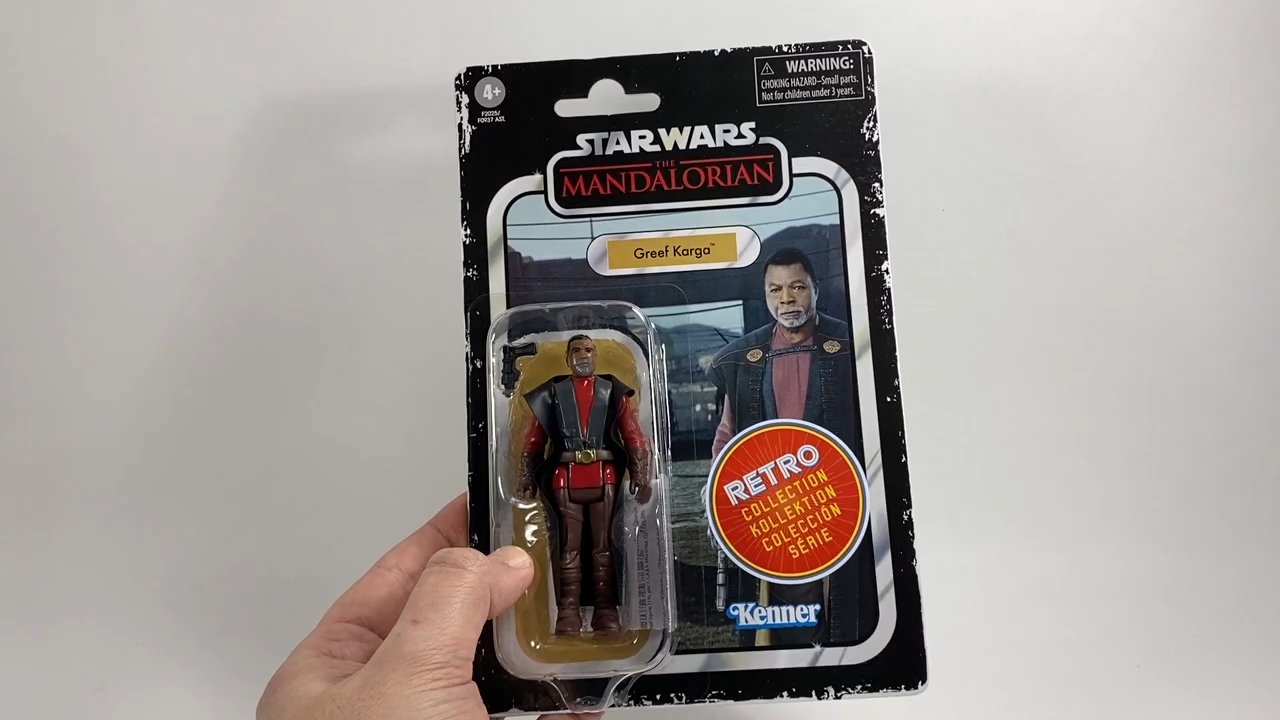 4+
F2025/
F0937 AST.
WARNING:
CHOKING HAZARD–Small parts.
Not for children under 3 years.
STAR WARS
THE
MANDALORIAN
Greef Karga™
RETRO
COLLECTION
KOLLEKTION
COLECCIÓN
SÉRIE
Kenner